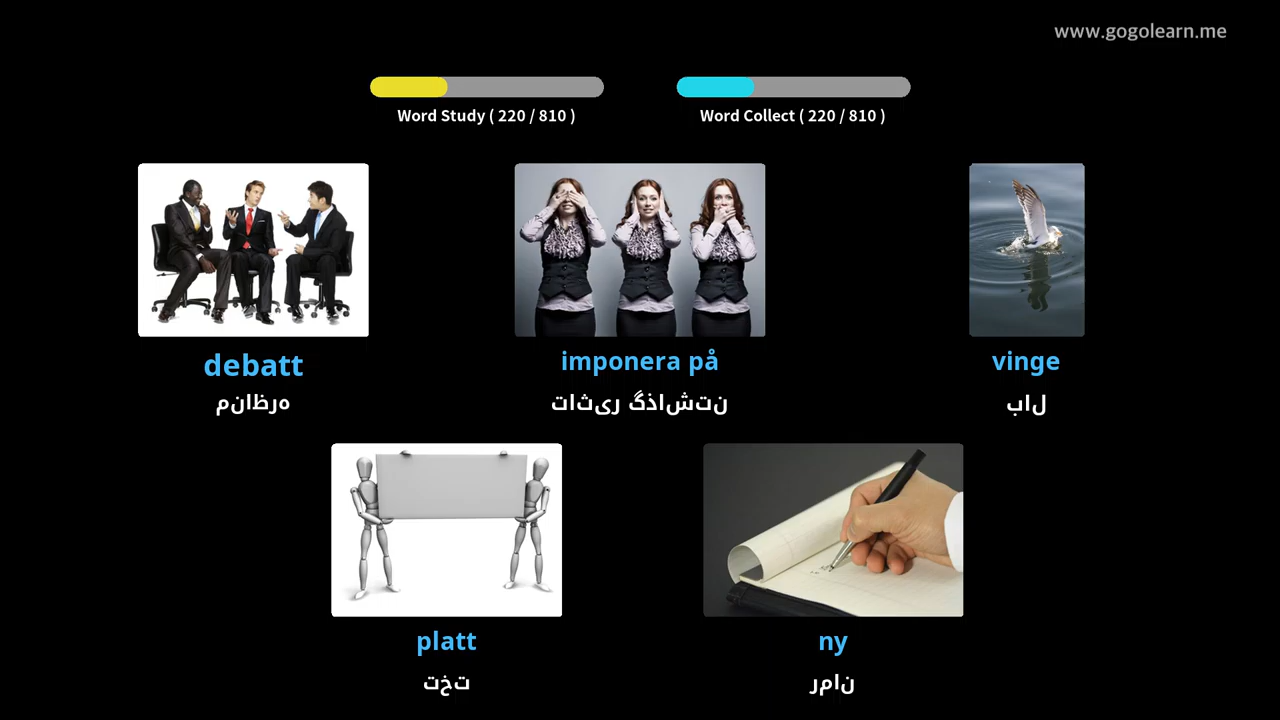 www.gogolearn.me
Word Study ( 220 / 810 )
Word Collect ( 220 / 810 )
debatt
imponera på
vinge
مناظره
تاثیر گذاشتن
بال
platt
ny
تخت
رمان